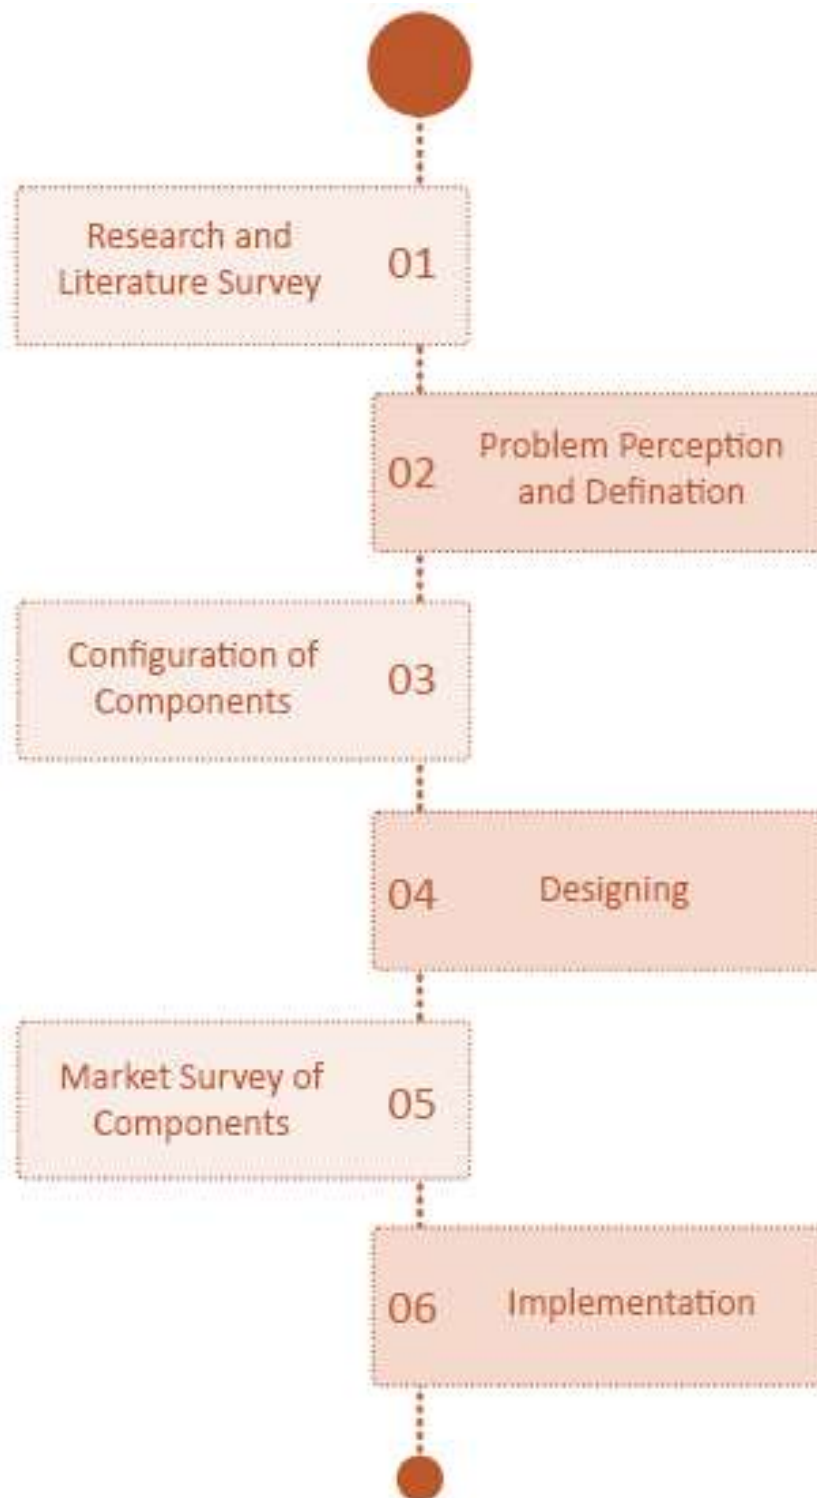 Research and
Literature Survey
01
02
Problem Perception
and Defination
Configuration of
Components
03
04
Designing
Market Survey of
Components
05
06
Implementation